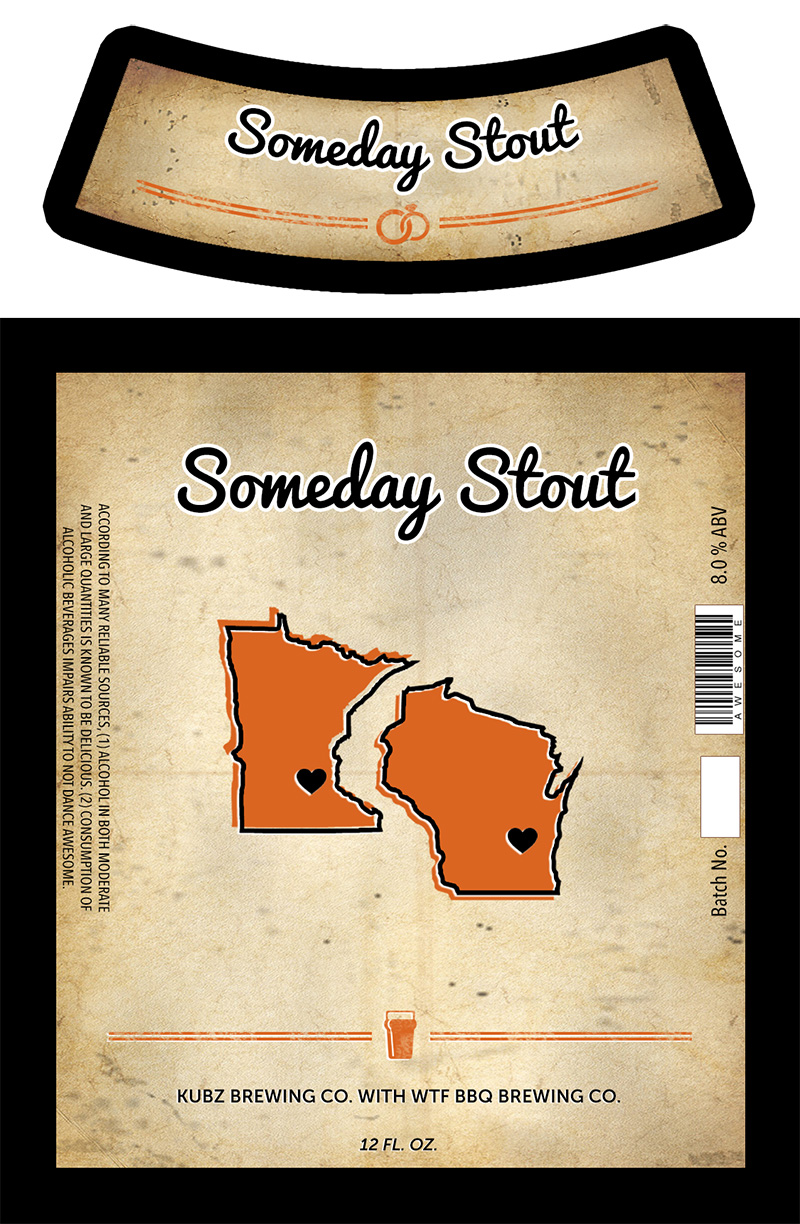 Someday Stout
Someday Stout
ACCORDING TO MANY RELIABLE SOURCES, (1) ALCOHOL IN BOTH MODERATE
AND LARGE QUANTITIES IS KNOWN TO BE DELICIOUS. (2) CONSUMPTION OF
ALCOHOLIC BEVERAGES IMPAIRS ABILITY TO NOT DANCE AWESOME.
8.0 % ABV
AWESOME
Batch No.
KUBZ BREWING CO. WITH WTF BBQ BREWING CO.
12 FL. OZ.